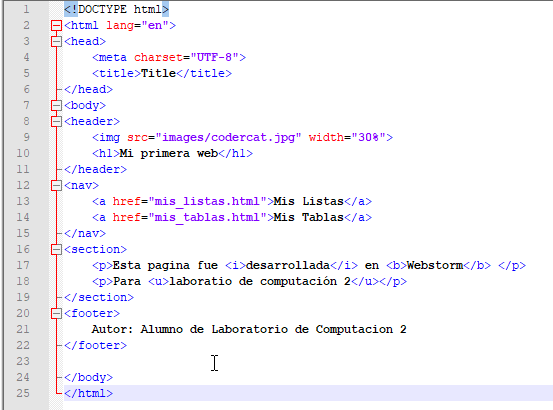 1 <!DOCTYPE html>
2 <html lang="en">
3 <head>
4 <meta charset="UTF-8">
5 <title>Title</title>
6 </head>
7 <body>
8 <header>
9 <img src="images/codercat.jpg" width="30%">
10 <h1>Mi primera web</h1>
11 </header>
12 <nav>
13 <a href="mis_listas.html">Mis Listas</a>
14 <a href="mis_tablas.html">Mis Tablas</a>
15 </nav>
16 <section>
17 <p>Esta pagina fue <i>desarrollada</i> en <b>Webstorm</b> </p>
18 <p>Para <u>laboratio de computación 2</u></p>
19 </section>
20 <footer>
21 Autor: Alumno de Laboratorio de Computacion 2
22 </footer>
23
24 </body>
25 </html>